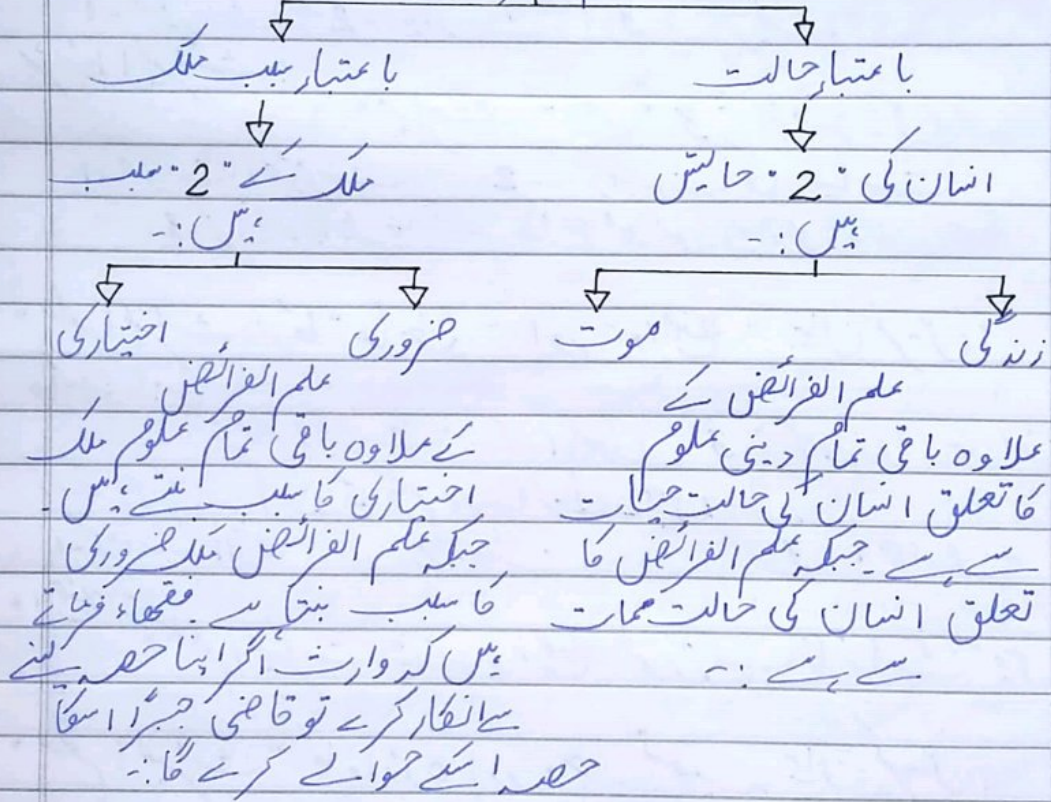 باعتبارِ حالت
انسان کی "2" حالتیں
ہیں :-
زندگی
موت
علم الفرائض کے
علاوہ باقی تمام دینی علوم
کا تعلق انسان کی حالتِ حیات
سے ہے ۔ جبکہ علم الفرائض کا
تعلق انسان کی حالتِ ممات
سے ہے :-
باعتبارِ سببِ ملک
ملک کے "2" سبب
ہیں :-
ضروری
اختیاری
علم الفرائض
کے علاوہ باقی تمام علوم ملک
اختیاری کا سبب بنتے ہیں ۔
جبکہ علم الفرائض ملک ضروری
کا سبب بنتا ہے ۔ فقہاء فرماتے
ہیں کہ وارث اگر اپنا حصہ لینے
سے انکار کرے تو قاضی جبرًا اسکا
حصہ اسکے حوالے کرے گا :-